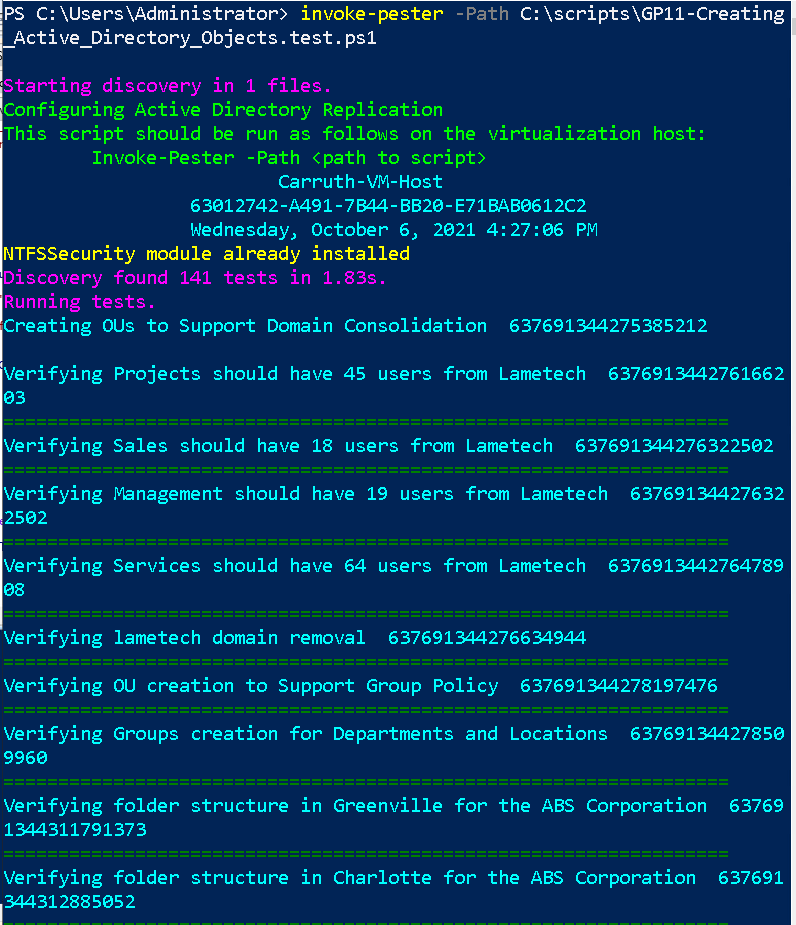 PS C:\Users\Administrator> invoke-pester -Path C:\scripts\GP11-Creating
_Active_Directory_Objects.test.ps1
Starting discovery in 1 files.
Configuring Active Directory Replication
This script should be run as follows on the virtualization host:
Invoke-Pester -Path <path to script>
Carruth-VM-Host
63012742-A491-7B44-BB20-E71BAB0612C2
Wednesday, October 6, 2021 4:27:06 PM
NTFSSecurity module already installed
Discovery found 141 tests in 1.83s.
Running tests.
Creating OUs to Support Domain Consolidation  637691344275385212
Verifying Projects should have 45 users from Lametech  6376913442761662
03
==================================================================
Verifying Sales should have 18 users from Lametech  637691344276322502
==================================================================
Verifying Management should have 19 users from Lametech  63769134427632
2502
==================================================================
Verifying Services should have 64 users from Lametech  6376913442764789
08
==================================================================
Verifying lametech domain removal  637691344276634944
==================================================================
Verifying OU creation to Support Group Policy  637691344278197476
==================================================================
Verifying Groups creation for Departments and Locations  63769134427850
9960
==================================================================
Verifying folder structure in Greenville for the ABS Corporation  63769
1344311791373
==================================================================
Verifying folder structure in Charlotte for the ABS Corporation  637691
344312885052
==================================================================